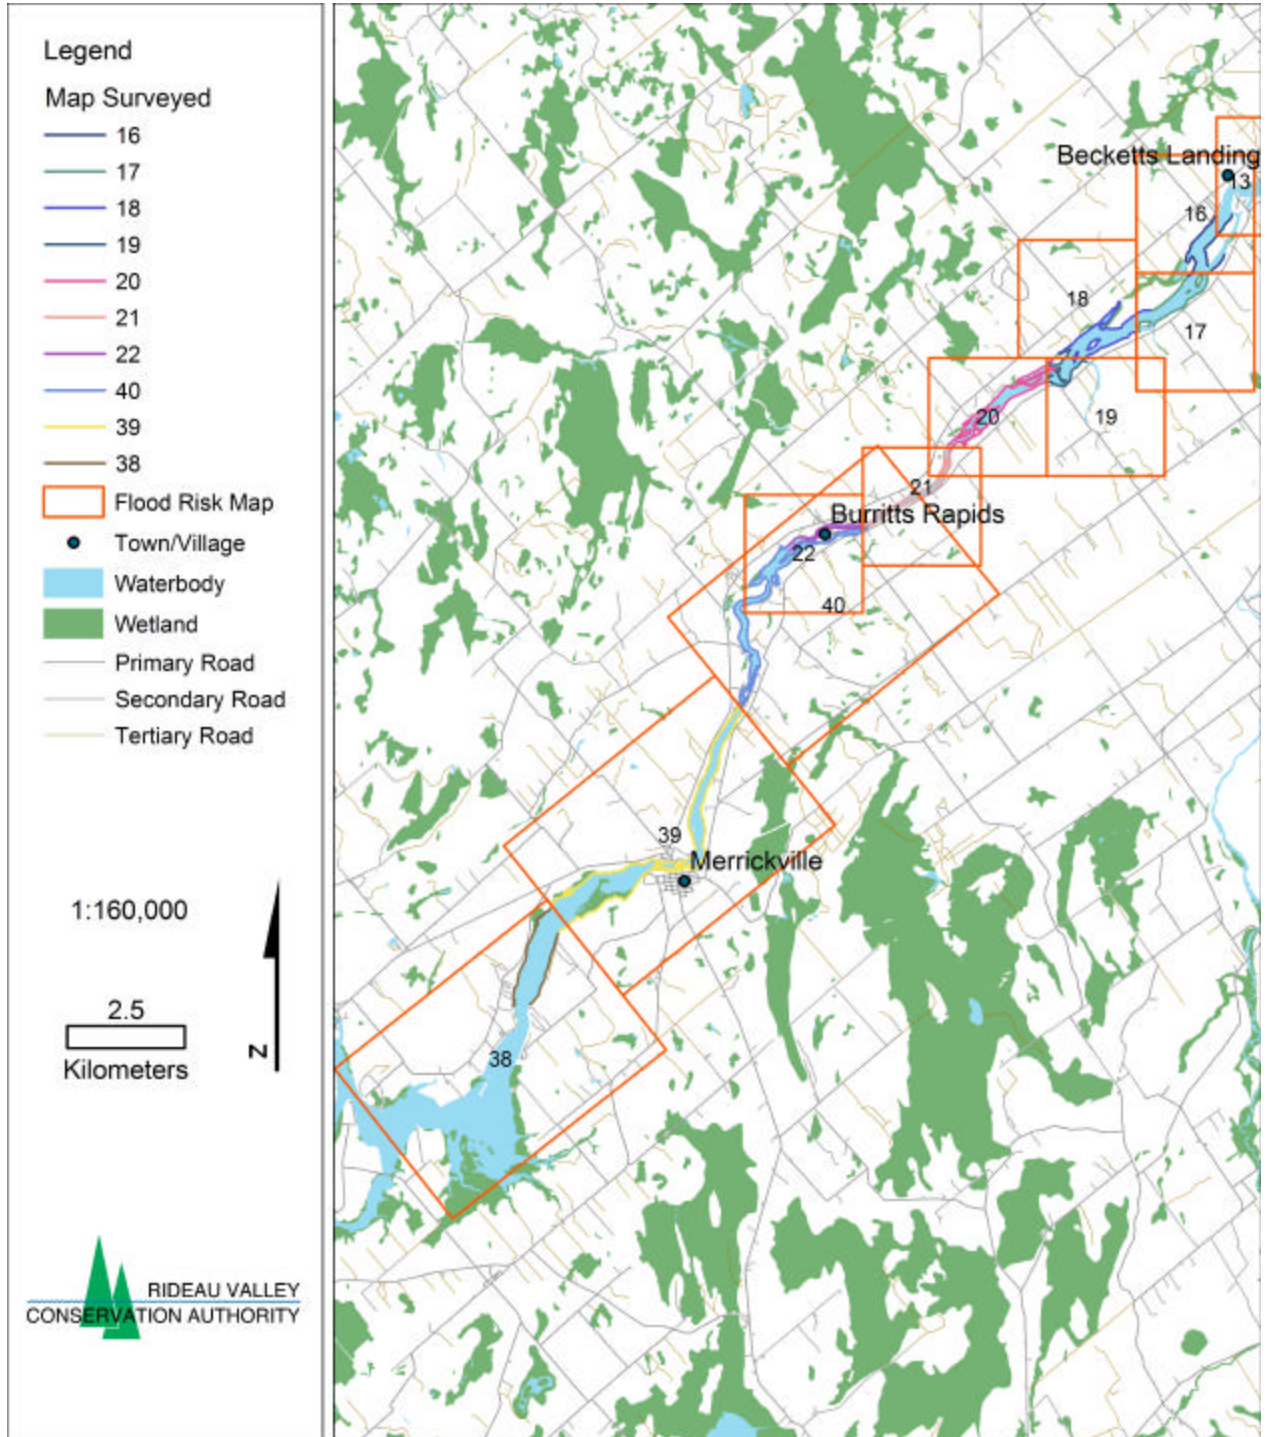 Legend
Map Surveyed
16
17
18
19
20
21
22
40
39
38
Flood Risk Map
Town/Village
Waterbody
Wetland
Primary Road
Secondary Road
Tertiary Road
1:160,000
2.5
Kilometers
N
RIDEAU VALLEY
CONSERVATION AUTHORITY
Becketts Landing
13
16
18
17
20
19
21
Burritts Rapids
22
40
39
Merrickville
38